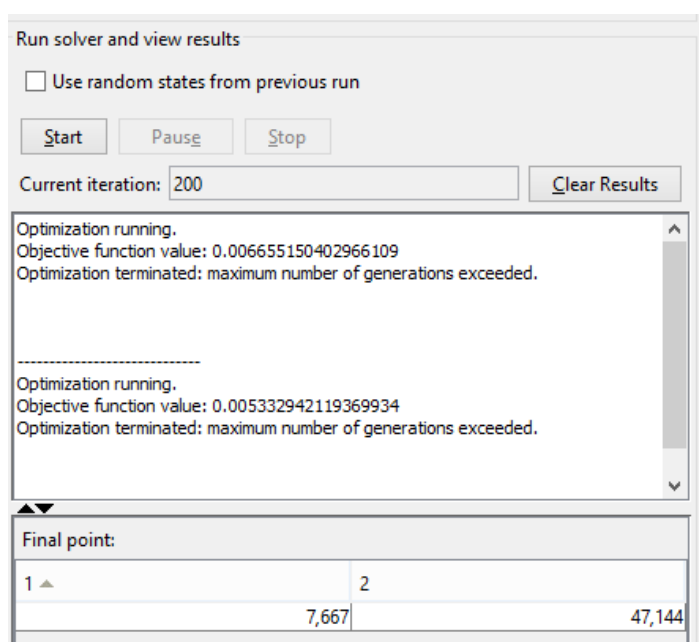 Run solver and view results
Use random states from previous run
Start Pause Stop
Current iteration: 200 Clear Results
Optimization running.
Objective function value: 0.006655150402966109
Optimization terminated: maximum number of generations exceeded.
-----------------------------
Optimization running.
Objective function value: 0.005332942119369934
Optimization terminated: maximum number of generations exceeded.
Final point:
1 2
7,667 47,144